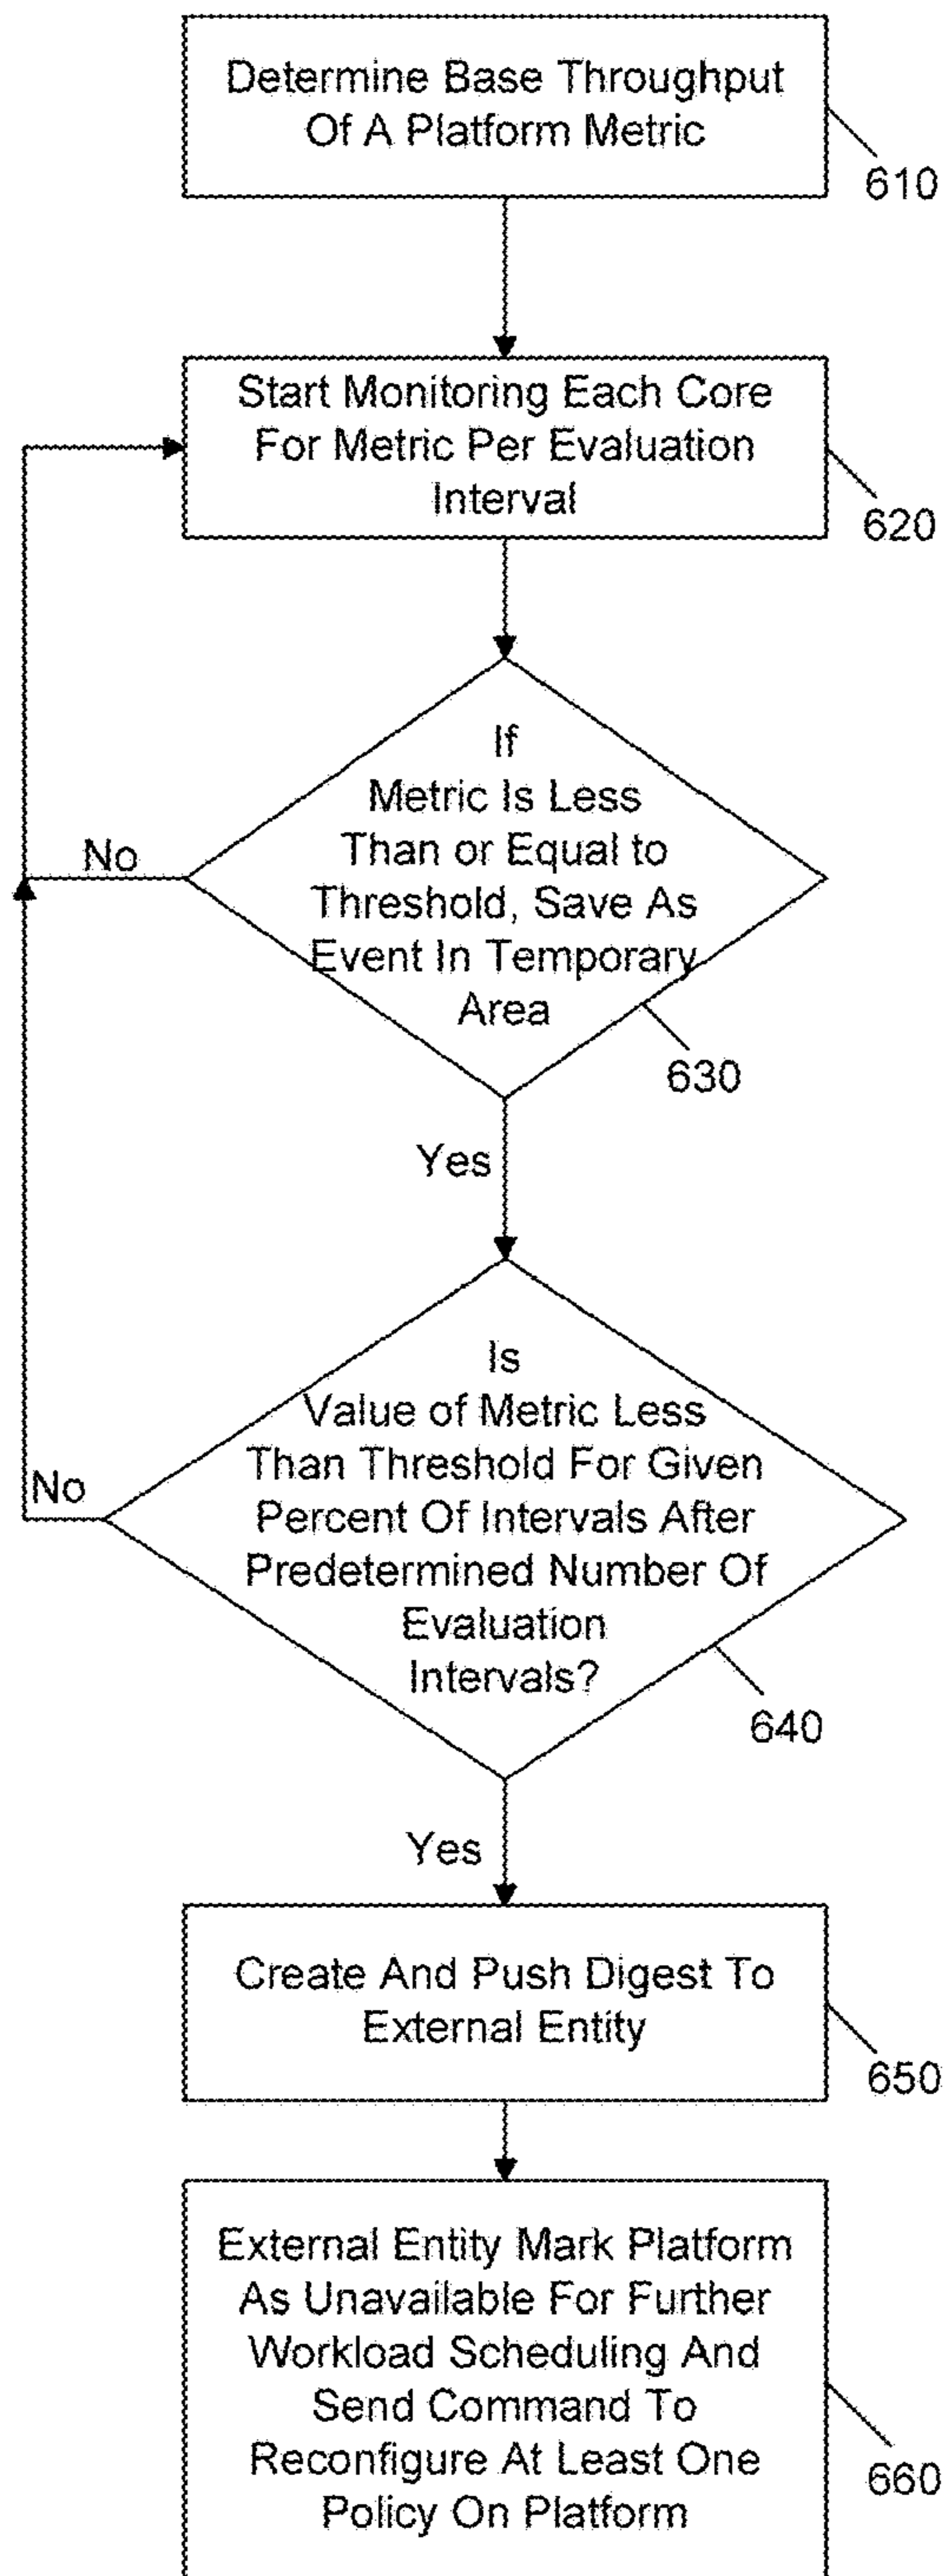 Determine Base Throughput
Of A Platform Metric
610
Start Monitoring Each Core
For Metric Per Evaluation
Interval
620
If
Metric Is Less
Than or Equal to
Threshold, Save As
Event In Temporary
Area
No
630
Yes
Is
Value of Metric Less
Than Threshold For Given
Percent Of Intervals After
Predetermined Number Of
Evaluation
Intervals?
No
640
Yes
Create And Push Digest To
External Entity
650
External Entity Mark Platform
As Unavailable For Further
Workload Scheduling And
Send Command To
Reconfigure At Least One
Policy On Platform
660